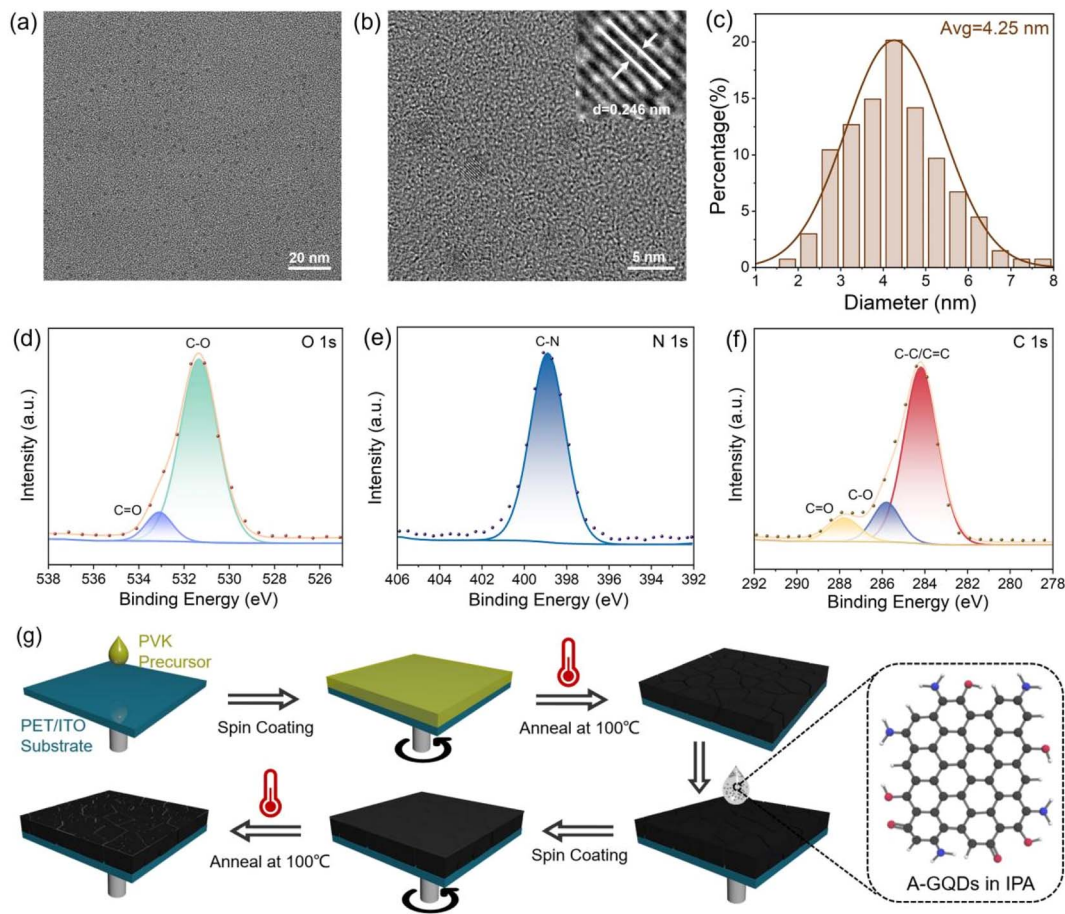 (a)
20 nm
(b)
d=0.246 nm
5 nm
(c)
Avg=4.25 nm
Percentage(%)
20
15
10
5
0
1 2 3 4 5 6 7 8
Diameter (nm)
(d)
O 1s
C-O
C=O
Intensity (a.u.)
538 536 534 532 530 528 526
Binding Energy (eV)
(e)
N 1s
C-N
Intensity (a.u.)
406 404 402 400 398 396 394 392
Binding Energy (eV)
(f)
C 1s
C-C/C=C
C-O
C=O
Intensity (a.u.)
292 290 288 286 284 282 280 278
Binding Energy (eV)
(g)
PVK
Precursor
PET/ITO
Substrate
Spin Coating
Anneal at 100℃
Spin Coating
Anneal at 100℃
A-GQDs in IPA